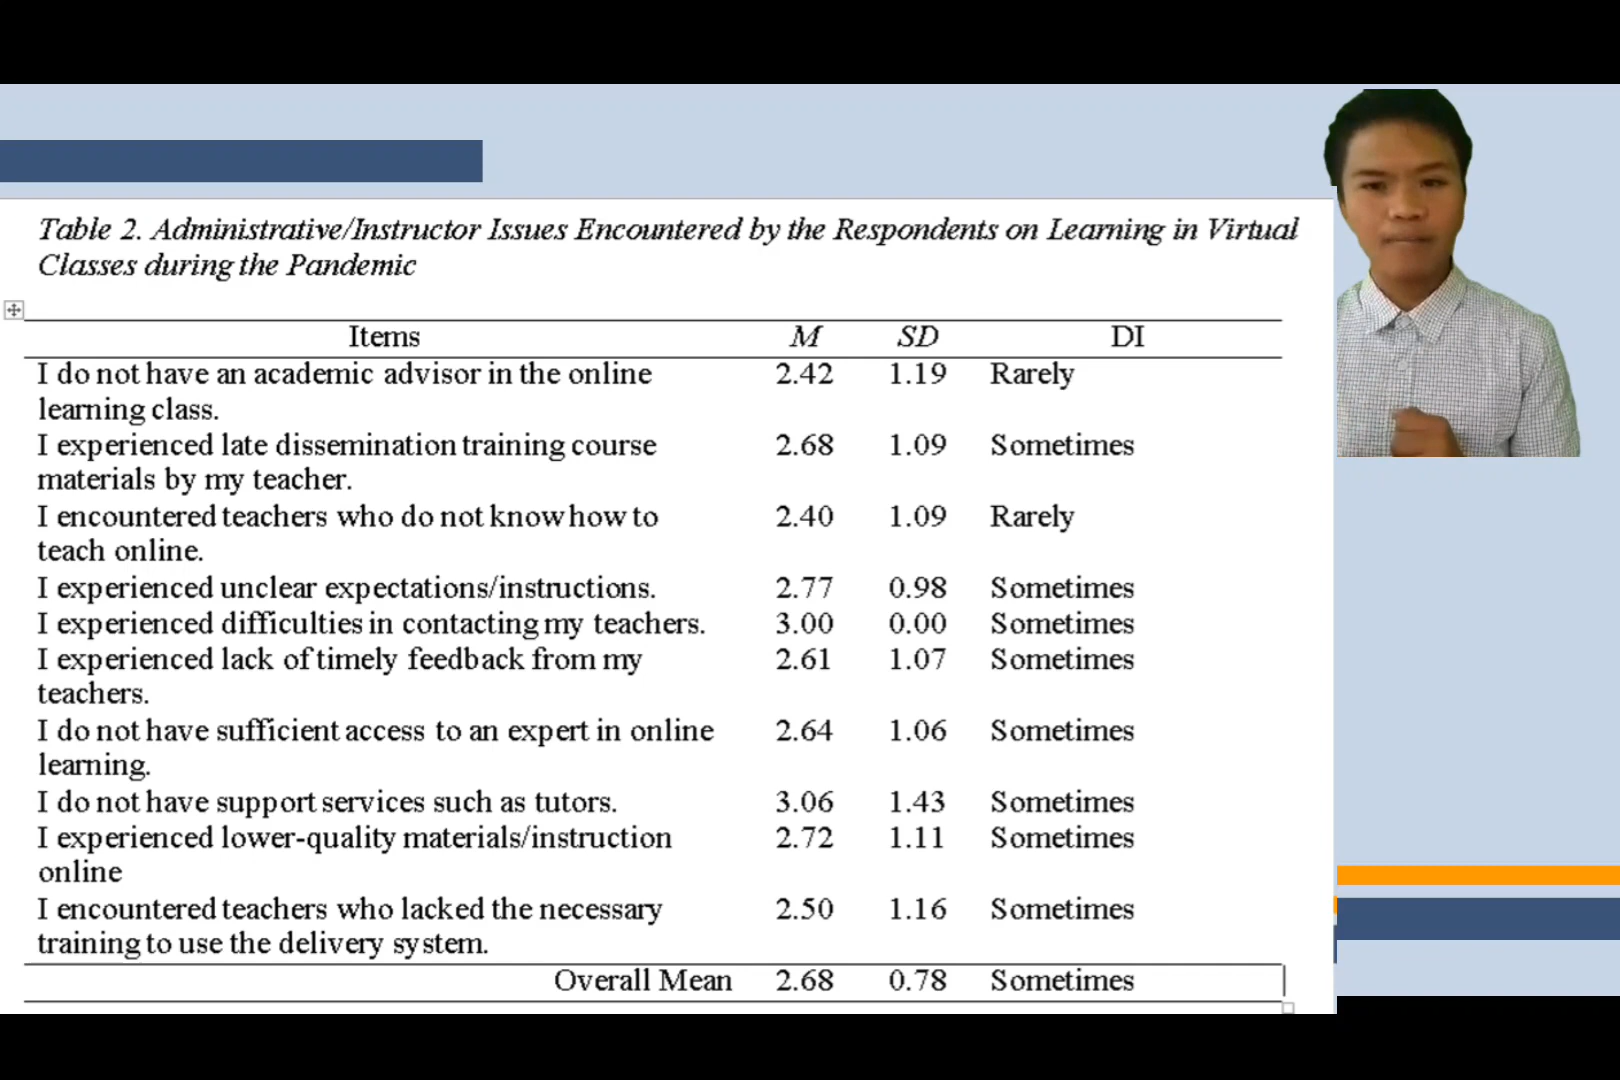 Table 2. Administrative/Instructor Issues Encountered by the Respondents on Learning in Virtual
Classes during the Pandemic
Items M SD DI
I do not have an academic advisor in the online 2.42 1.19 Rarely
learning class.
I experienced late dissemination training course 2.68 1.09 Sometimes
materials by my teacher.
I encountered teachers who do not know how to 2.40 1.09 Rarely
teach online.
I experienced unclear expectations/instructions. 2.77 0.98 Sometimes
I experienced difficulties in contacting my teachers. 3.00 0.00 Sometimes
I experienced lack of timely feedback from my 2.61 1.07 Sometimes
teachers.
I do not have sufficient access to an expert in online 2.64 1.06 Sometimes
learning.
I do not have support services such as tutors. 3.06 1.43 Sometimes
I experienced lower-quality materials/instruction 2.72 1.11 Sometimes
online
I encountered teachers who lacked the necessary 2.50 1.16 Sometimes
training to use the delivery system.
Overall Mean 2.68 0.78 Sometimes